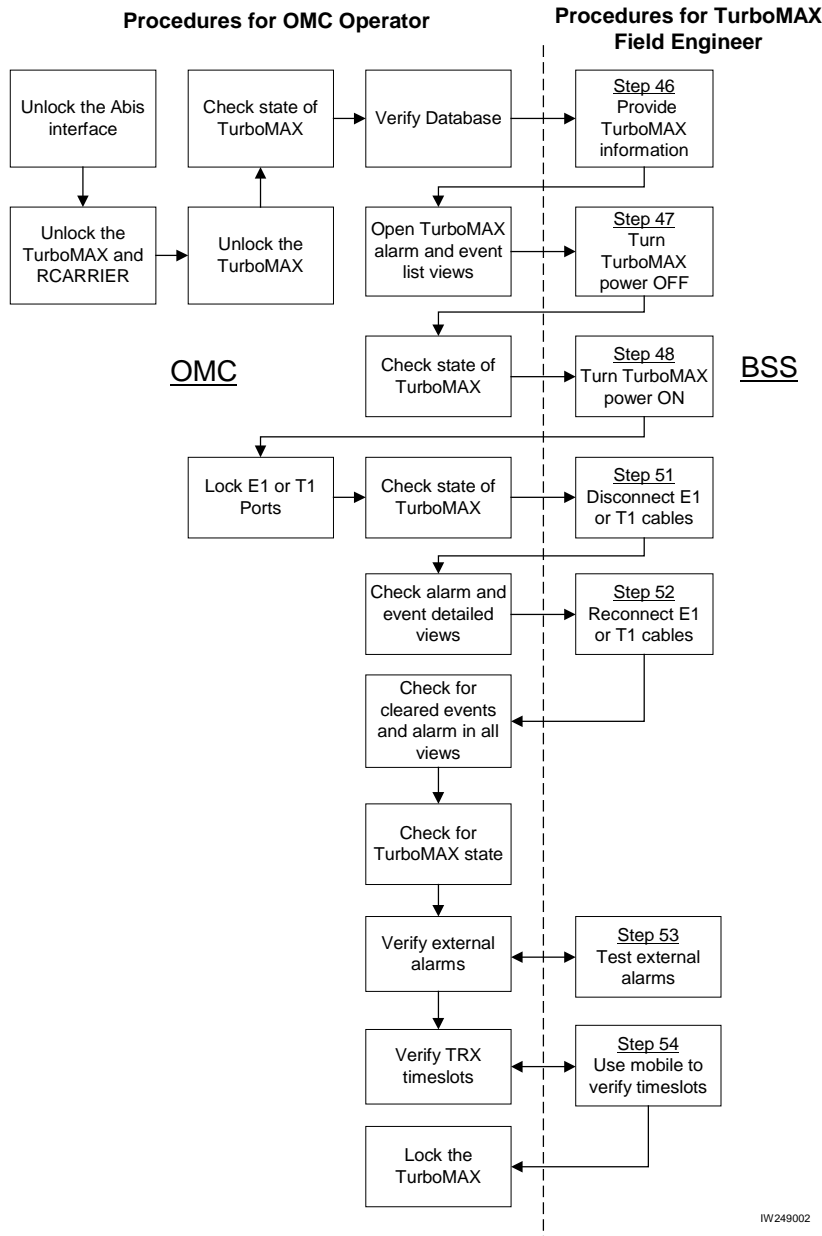 Procedures for OMC Operator
Procedures for TurboMAX
Field Engineer
Unlock the Abis
interface
Check state of
TurboMAX
Verify Database
Step 46
Provide
TurboMAX
information
Unlock the
TurboMAX and
RCARRIER
Unlock the
TurboMAX
Open TurboMAX
alarm and event
list views
Step 47
Turn
TurboMAX
power OFF
OMC
Check state of
TurboMAX
Step 48
Turn TurboMAX
power ON
BSS
Lock E1 or T1
Ports
Check state of
TurboMAX
Step 51
Disconnect E1
or T1 cables
Check alarm and
event detailed
views
Step 52
Reconnect E1
or T1 cables
Check for
cleared events
and alarm in all
views
Check for
TurboMAX state
Verify external
alarms
Step 53
Test external
alarms
Verify TRX
timeslots
Step 54
Use mobile to
verify timeslots
Lock the
TurboMAX
IW249002